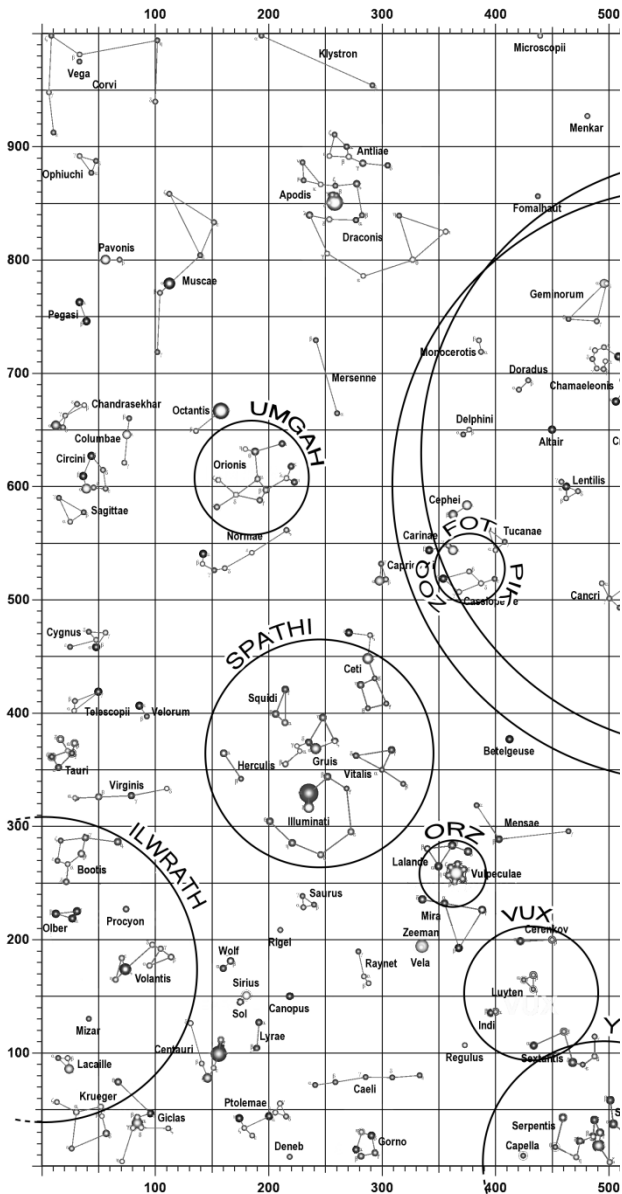 100 200 300 400 500
Klystron
Microscopii
Vega
Corvi
Menkar
900
Antliae
Ophiuchi
Apodis
Fomalhaut
Draconis
Pavonis
800
Muscae
Geminorum
Pegasi
Monocerotis
Doradus
Chamaeleonis
700
Mersenne
Chandrasekhar
Octantis
UMGAH
Columbae
Delphini
Altair
Circini
Orionis
Lentilis
600
Sagittae
Cephei
FOT
Tucanae
Normae
Carinae
PIK
ZOQ
Cancri
500
Cygnus
SPATHI
Ceti
Squidi
400
Telescopii
Velorum
Betelgeuse
Gruis
Herculis
Vitalis
Tauri
Virginis
Illuminati
Mensae
300
ILWRATH
ORZ
Bootis
Lalande
Vulpeculae
Saurus
Procyon
Mira
VUX
Olber
Rigel
Zeeman
Cerenkov
200
Wolf
Raynet
Vela
Volantis
Sirius
Luyten
Sol
Canopus
VUX
Indi
Mizar
Lyrae
Y
100
Centauri
Regulus
Sextantis
Lacaille
Caeli
Krueger
Giclas
Ptolemae
Serpentis
S
Gorno
Deneb
Capella
100 200 300 400 500